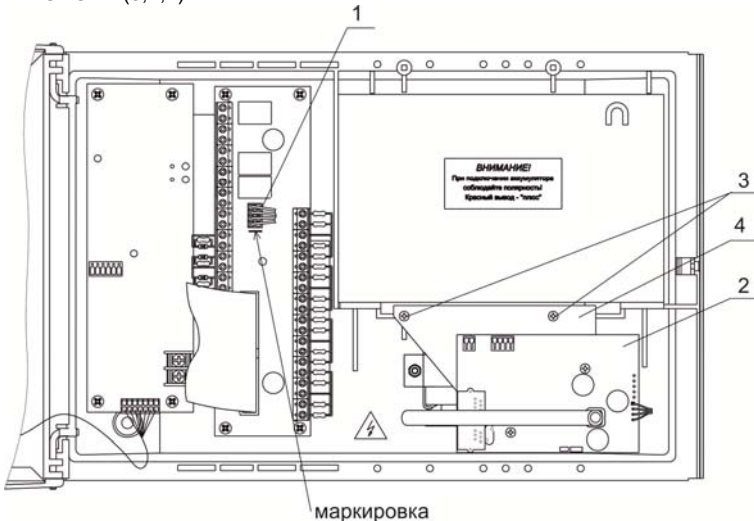 1
ВНИМАНИЕ!
При подключении аккумулятора
соблюдайте полярность!
Красный вывод - "плюс"
3
4
2
маркировка